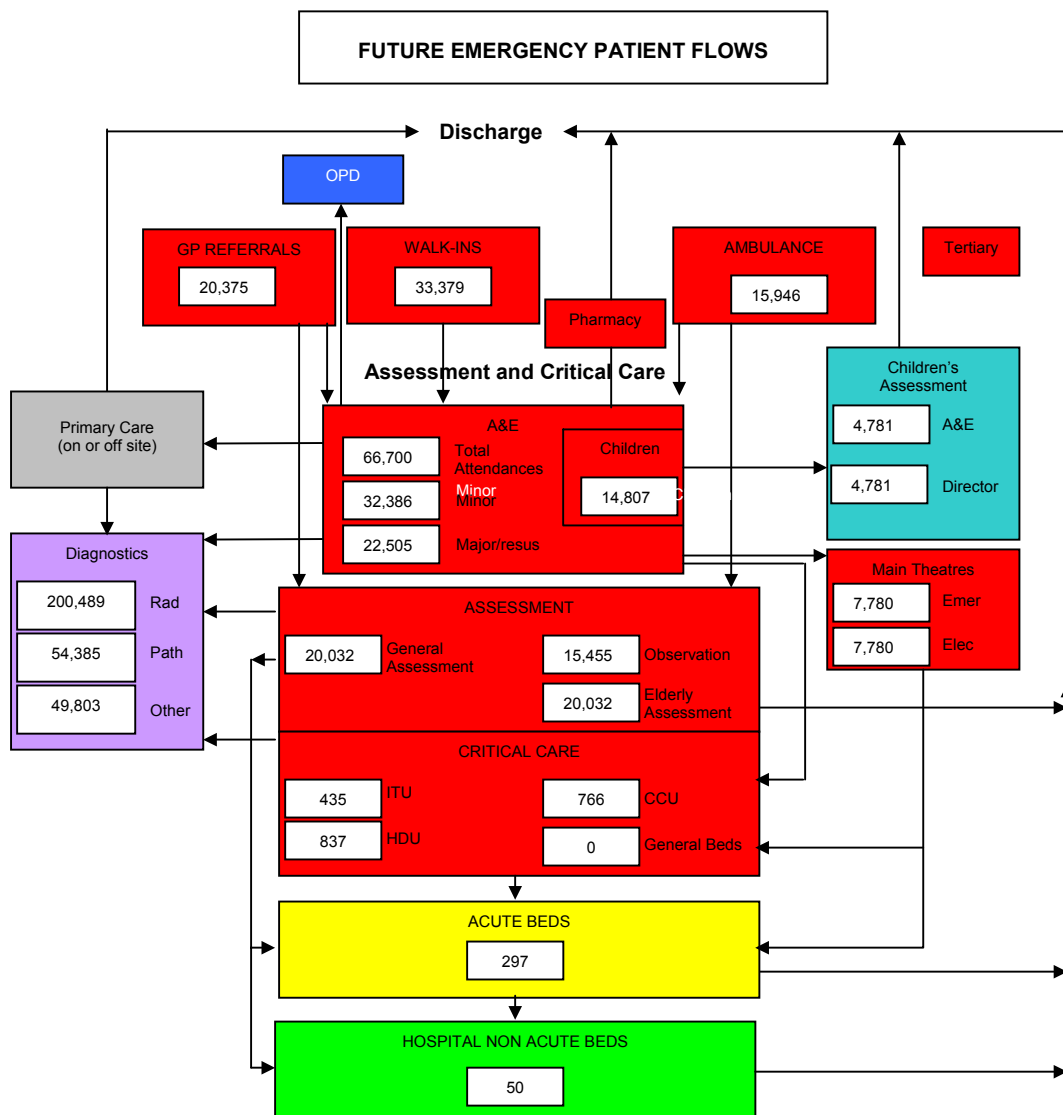 FUTURE EMERGENCY PATIENT FLOWS
Discharge
OPD
GP REFERRALS
20,375
WALK-INS
33,379
AMBULANCE
15,946
Tertiary
Pharmacy
Assessment and Critical Care
Children's
Assessment
4,781
A&E
4,781
Director
Primary Care
(on or off site)
A&E
66,700
Total
Attendances
Minor
32,386
Minor
22,505
Major/resus
Children
14,807
Diagnostics
200,489
Rad
54,385
Path
49,803
Other
Main Theatres
7,780
Emer
7,780
Elec
ASSESSMENT
20,032
General
Assessment
15,455
Observation
20,032
Elderly
Assessment
CRITICAL CARE
435
ITU
766
CCU
837
HDU
0
General Beds
ACUTE BEDS
297
HOSPITAL NON ACUTE BEDS
50